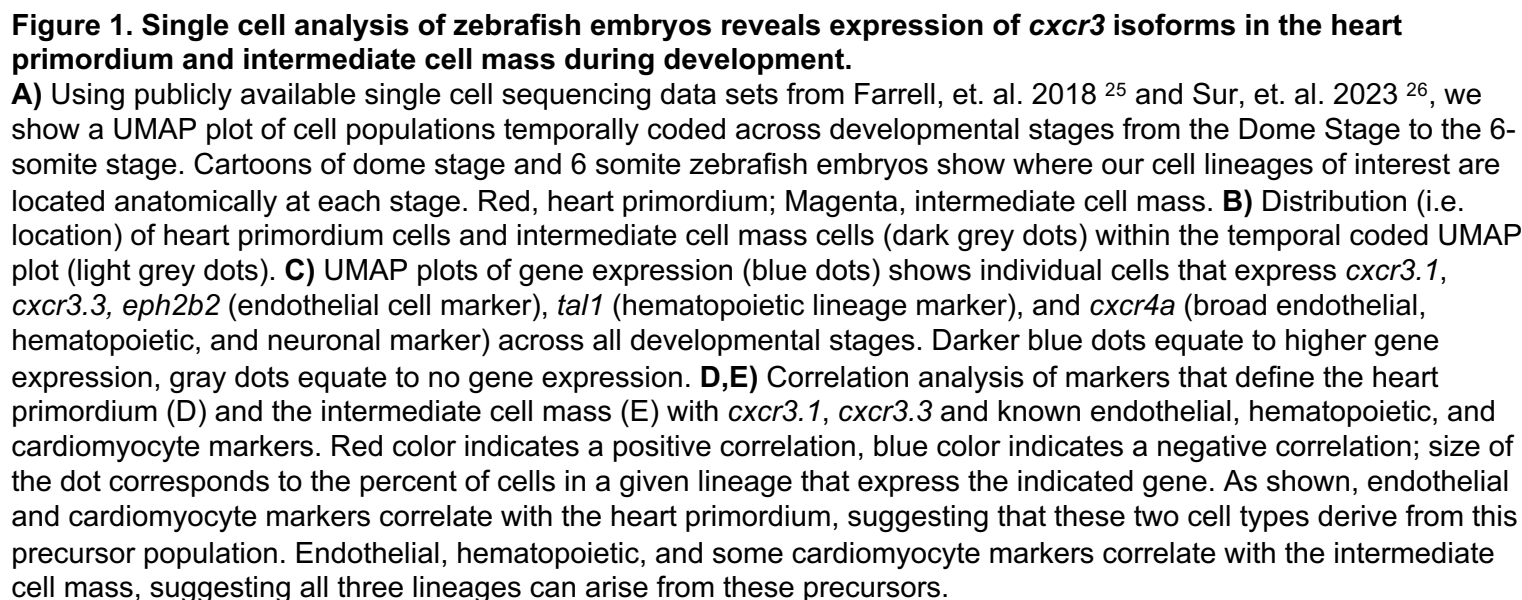 Figure 1. Single cell analysis of zebrafish embryos reveals expression of cxcr3 isoforms in the heart
primordium and intermediate cell mass during development.
A) Using publicly available single cell sequencing data sets from Farrell, et. al. 2018 25 and Sur, et. al. 2023 26, we
show a UMAP plot of cell populations temporally coded across developmental stages from the Dome Stage to the 6-
somite stage. Cartoons of dome stage and 6 somite zebrafish embryos show where our cell lineages of interest are
located anatomically at each stage. Red, heart primordium; Magenta, intermediate cell mass. B) Distribution (i.e.
location) of heart primordium cells and intermediate cell mass cells (dark grey dots) within the temporal coded UMAP
plot (light grey dots). C) UMAP plots of gene expression (blue dots) shows individual cells that express cxcr3.1,
cxcr3.3, eph2b2 (endothelial cell marker), tal1 (hematopoietic lineage marker), and cxcr4a (broad endothelial,
hematopoietic, and neuronal marker) across all developmental stages. Darker blue dots equate to higher gene
expression, gray dots equate to no gene expression. D,E) Correlation analysis of markers that define the heart
primordium (D) and the intermediate cell mass (E) with cxcr3.1, cxcr3.3 and known endothelial, hematopoietic, and
cardiomyocyte markers. Red color indicates a positive correlation, blue color indicates a negative correlation; size of
the dot corresponds to the percent of cells in a given lineage that express the indicated gene. As shown, endothelial
and cardiomyocyte markers correlate with the heart primordium, suggesting that these two cell types derive from this
precursor population. Endothelial, hematopoietic, and some cardiomyocyte markers correlate with the intermediate
cell mass, suggesting all three lineages can arise from these precursors.